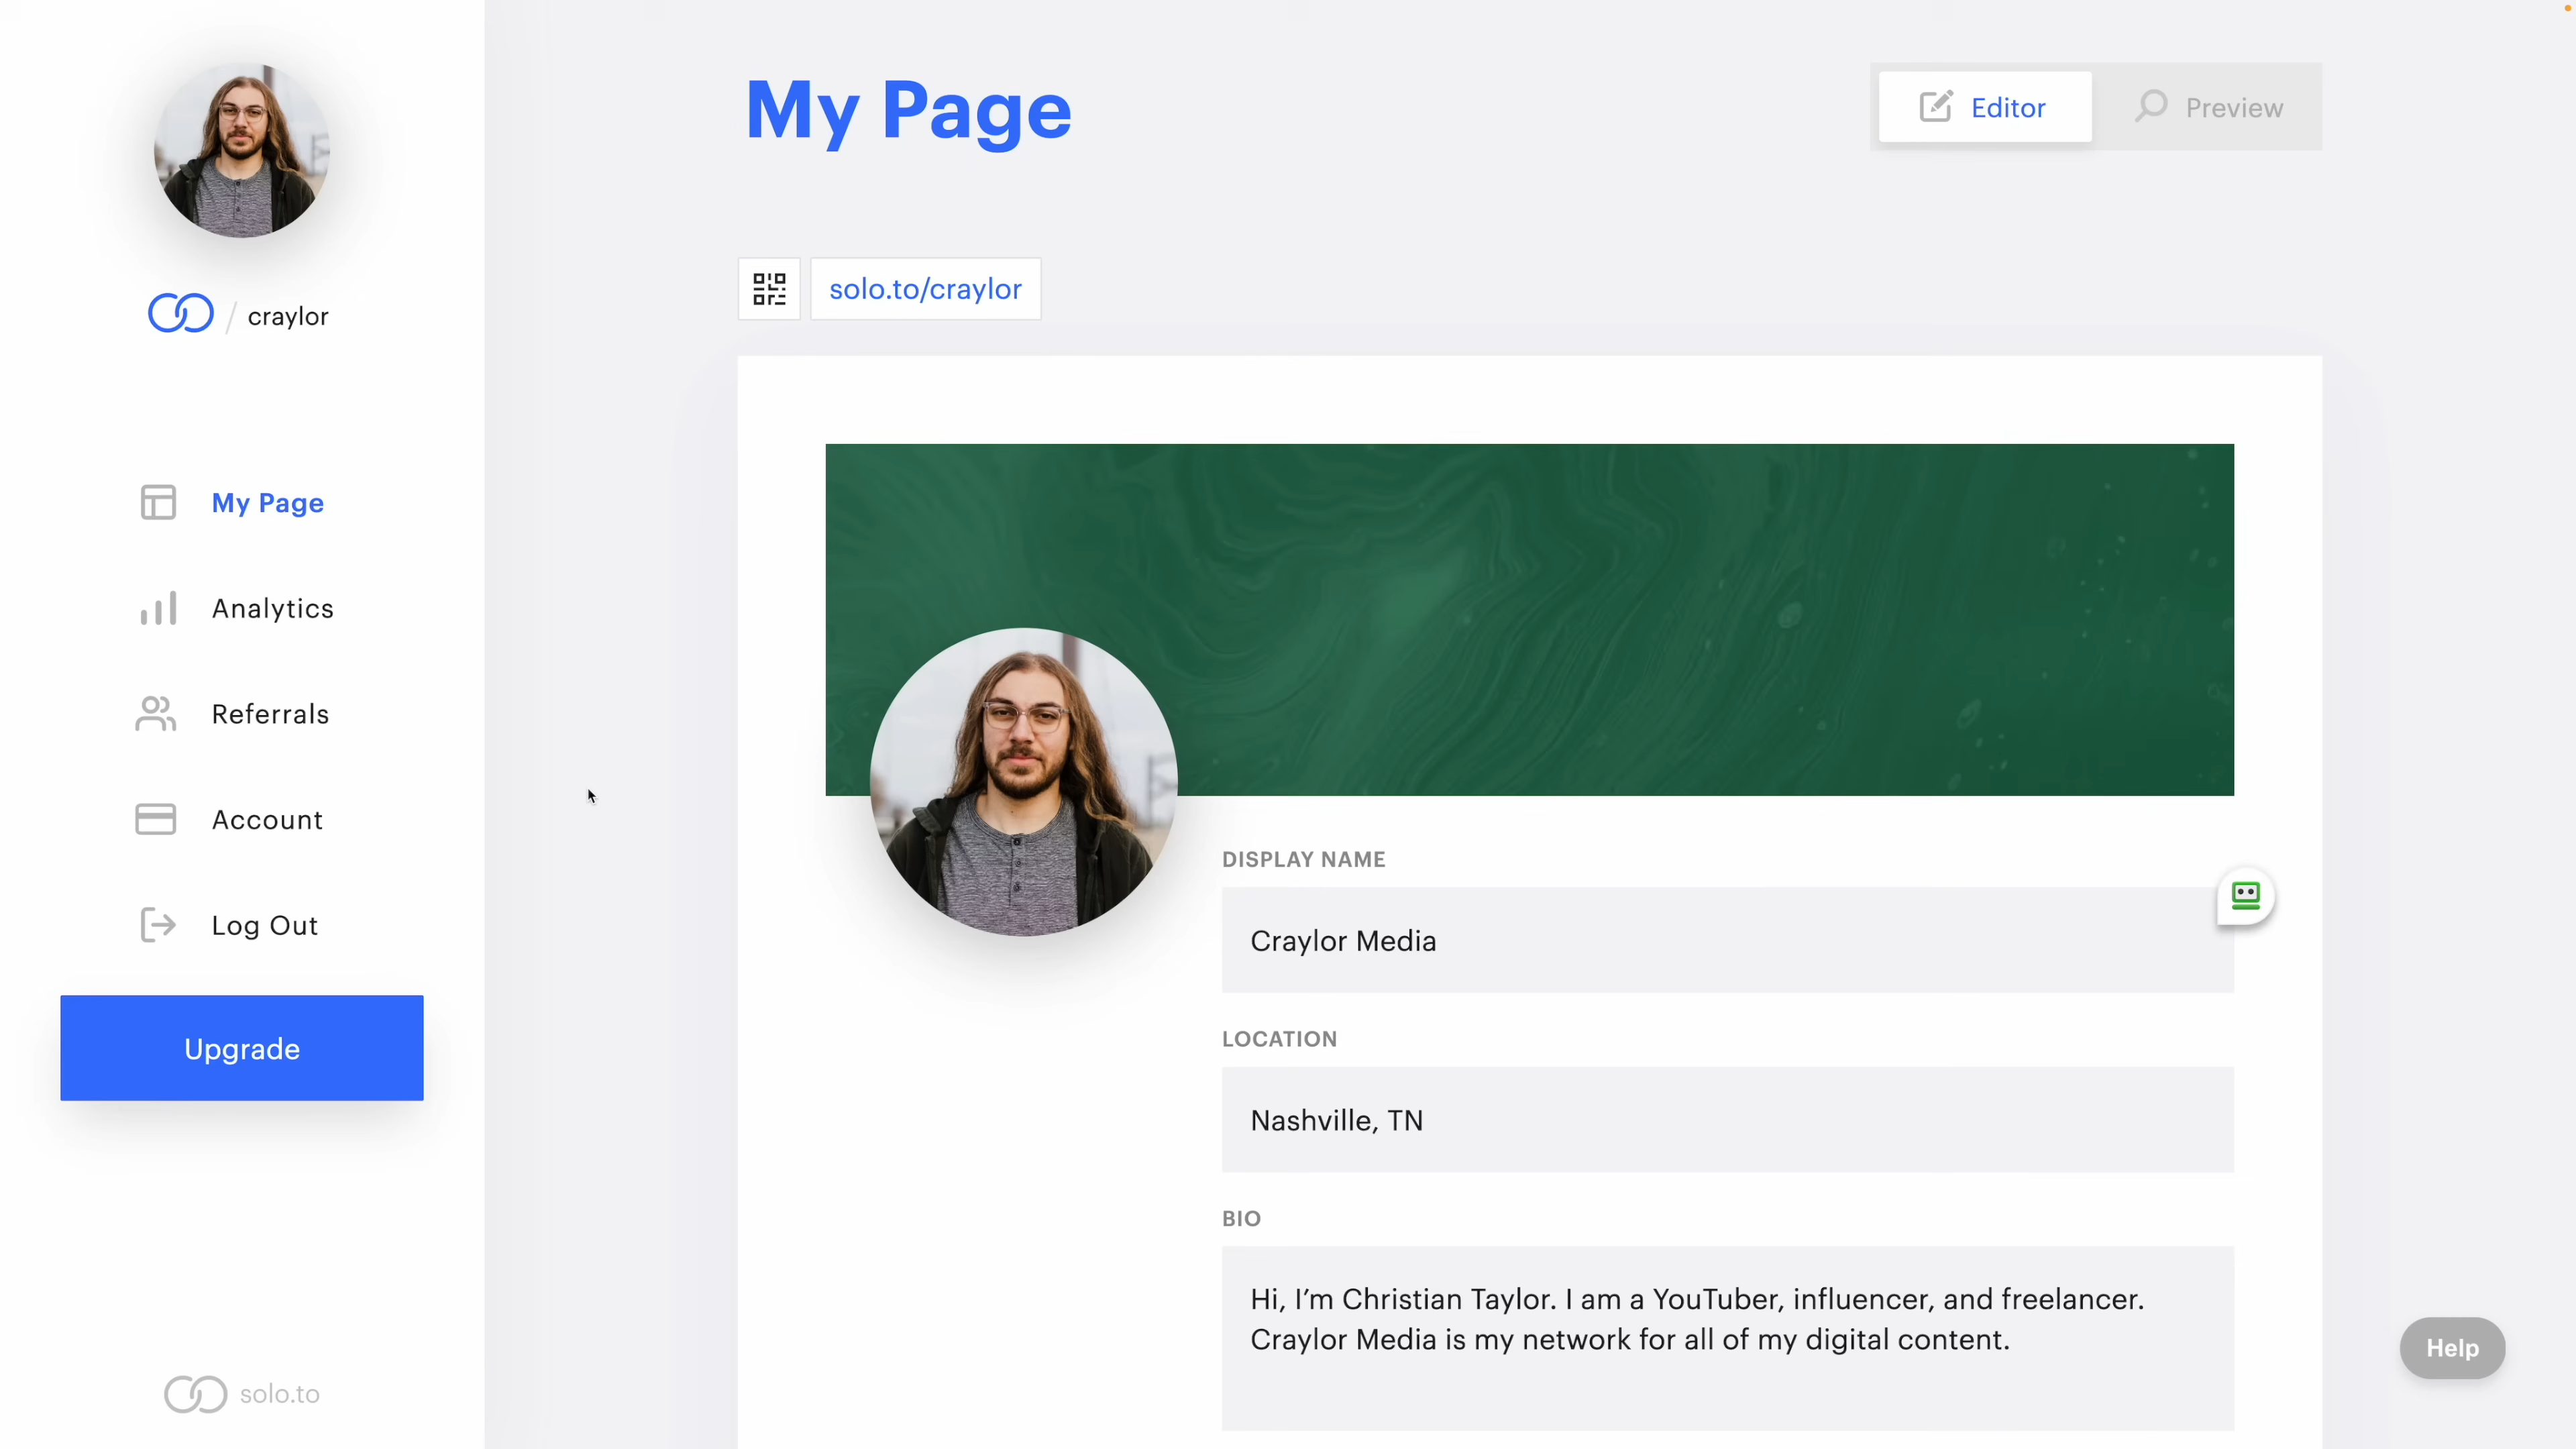 craylor
My Page
Analytics
Referrals
Account
Log Out
Upgrade
solo.to
My Page
Editor
Preview
solo.to/craylor
DISPLAY NAME
Craylor Media
LOCATION
Nashville, TN
BIO
Hi, I’m Christian Taylor. I am a YouTuber, influencer, and freelancer.
Craylor Media is my network for all of my digital content.
Help